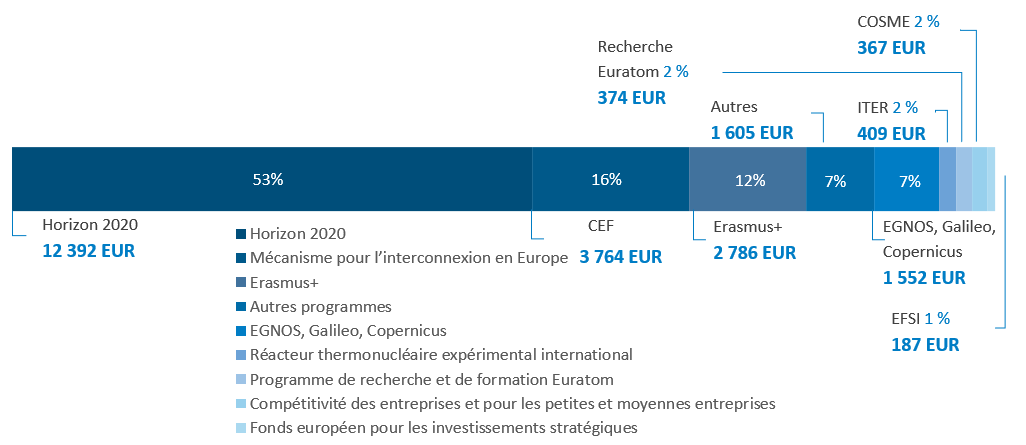 COSME 2 %
367 EUR
Recherche
Euratom 2 %
374 EUR
Autres
1 605 EUR
ITER 2 %
409 EUR
53%
16%
12%
7%
7%
Horizon 2020
12 392 EUR
CEF
3 764 EUR
Erasmus+
2 786 EUR
EGNOS, Galileo,
Copernicus
1 552 EUR
EFSI 1 %
187 EUR
Horizon 2020
Mécanisme pour l’interconnexion en Europe
Erasmus+
Autres programmes
EGNOS, Galileo, Copernicus
Réacteur thermonucléaire expérimental international
Programme de recherche et de formation Euratom
Compétitivité des entreprises et pour les petites et moyennes entreprises
Fonds européen pour les investissements stratégiques